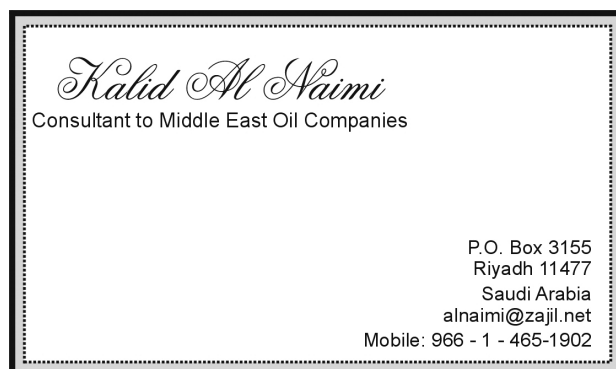 Kalid Al Naimi
Consultant to Middle East Oil Companies
P.O. Box 3155
Riyadh 11477
Saudi Arabia
alnaimi@zajil.net
Mobile: 966 - 1 - 465-1902